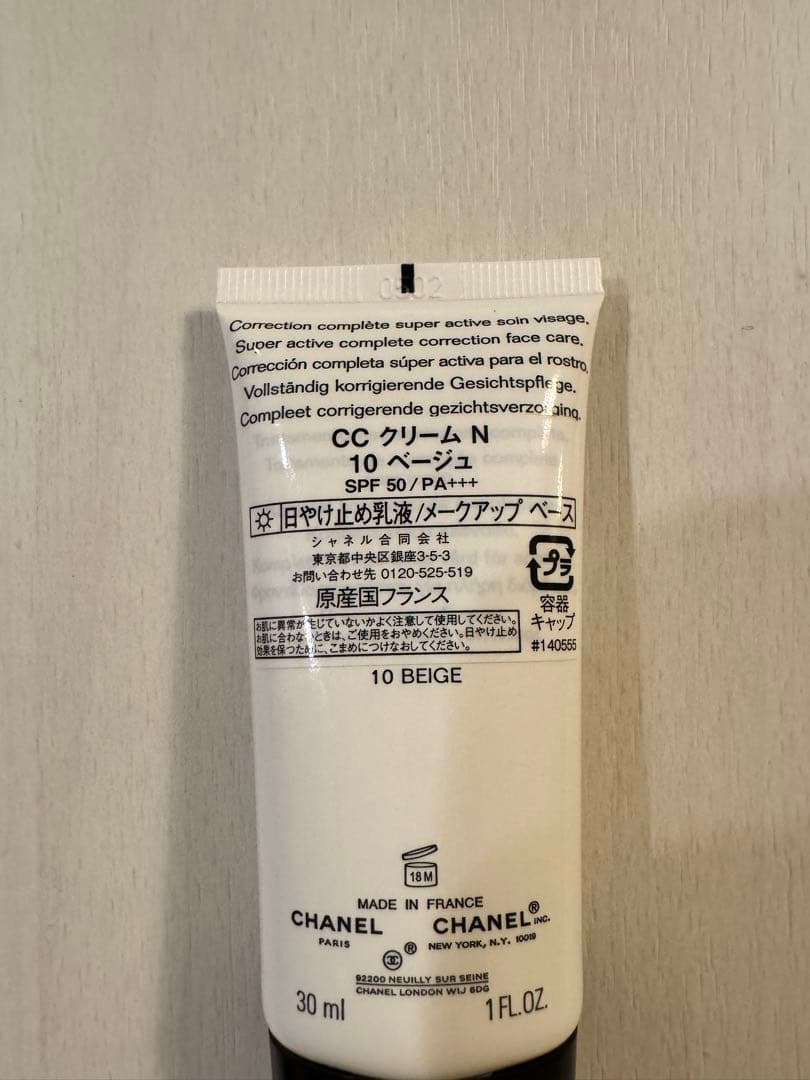 Correction complète super active soin visage.
Super active complete correction face care.
Corrección completa súper activa para el rostro.
Vollständig korrigierende Gesichtspflege.
Compleet corrigerende gezichtsverzorging.
CC クリーム N
10 ベージュ
SPF 50/PA+++
日やけ止め乳液/メークアップ ベース
シャネル合同会社
東京都中央区銀座3-5-3
お問い合わせ先 0120-525-519
原産国フランス
プラ
容器
キャップ
#140555
お肌に異常が生じていないかよく注意して使用してください。
お肌に合わないときは、ご使用をおやめください。日やけ止め
効果を保つために、こまめにつけなおしてください。
10 BEIGE
18 M
MADE IN FRANCE
CHANEL CHANEL® INC.
PARIS NEW YORK, N.Y. 10019
®
92200 NEUILLY SUR SEINE
CHANEL LONDON W1J 6DG
30 ml 1 FL.OZ.